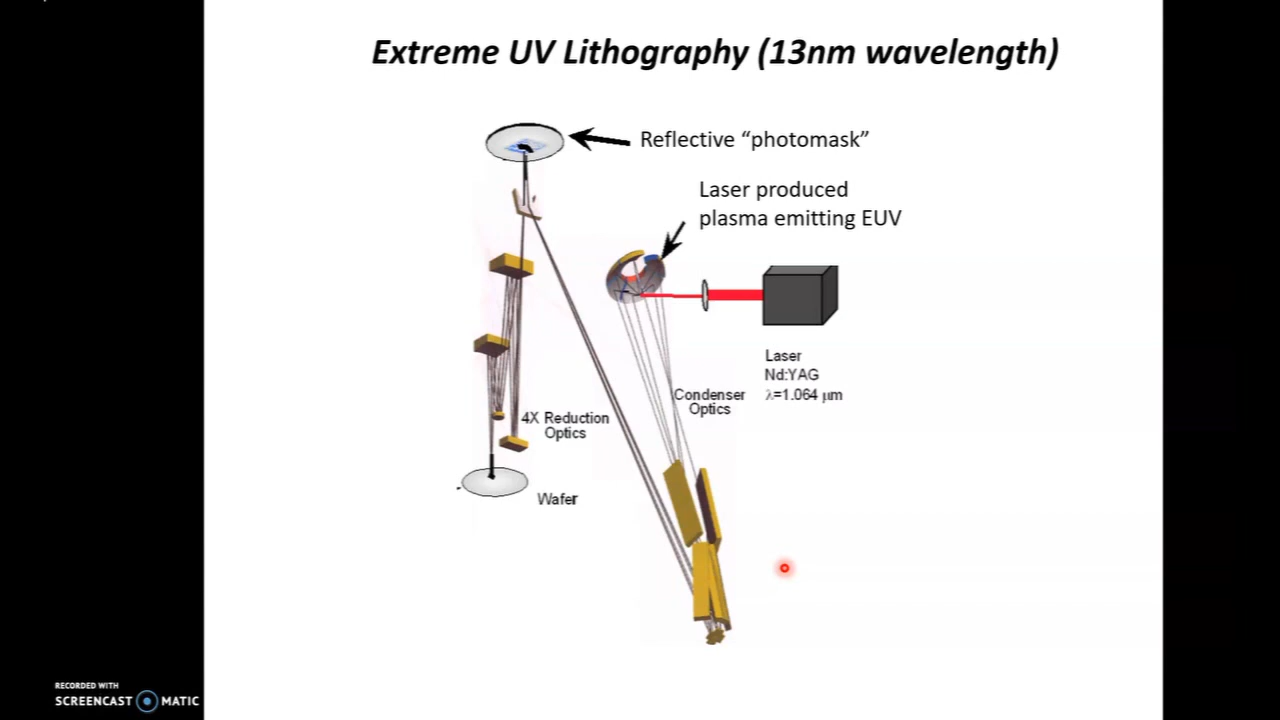 Extreme UV Lithography (13nm wavelength)
Reflective “photomask”
Laser produced
plasma emitting EUV
Laser
Nd:YAG
λ=1.064 μm
Condenser
Optics
4X Reduction
Optics
Wafer
RECORDED WITH
SCREENCAST MATIC